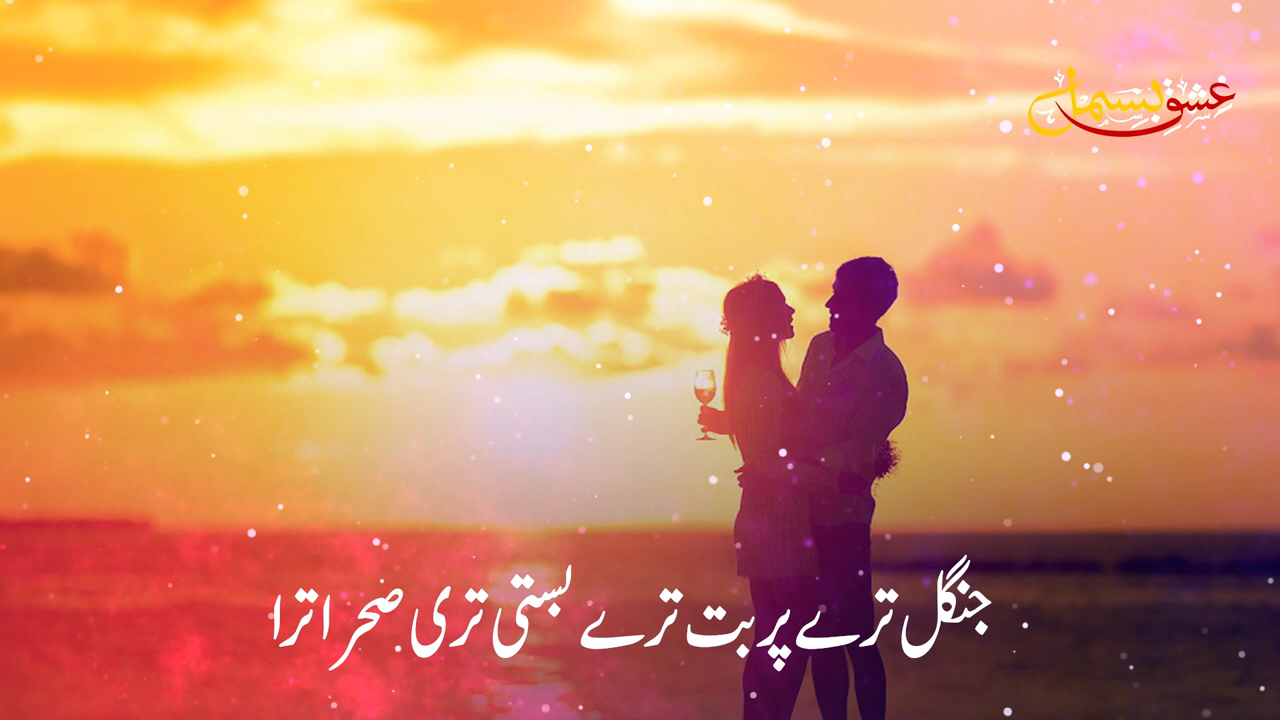 عشق بسمل
جنگل ترے پربت ترے بستی تری صحرا ترا